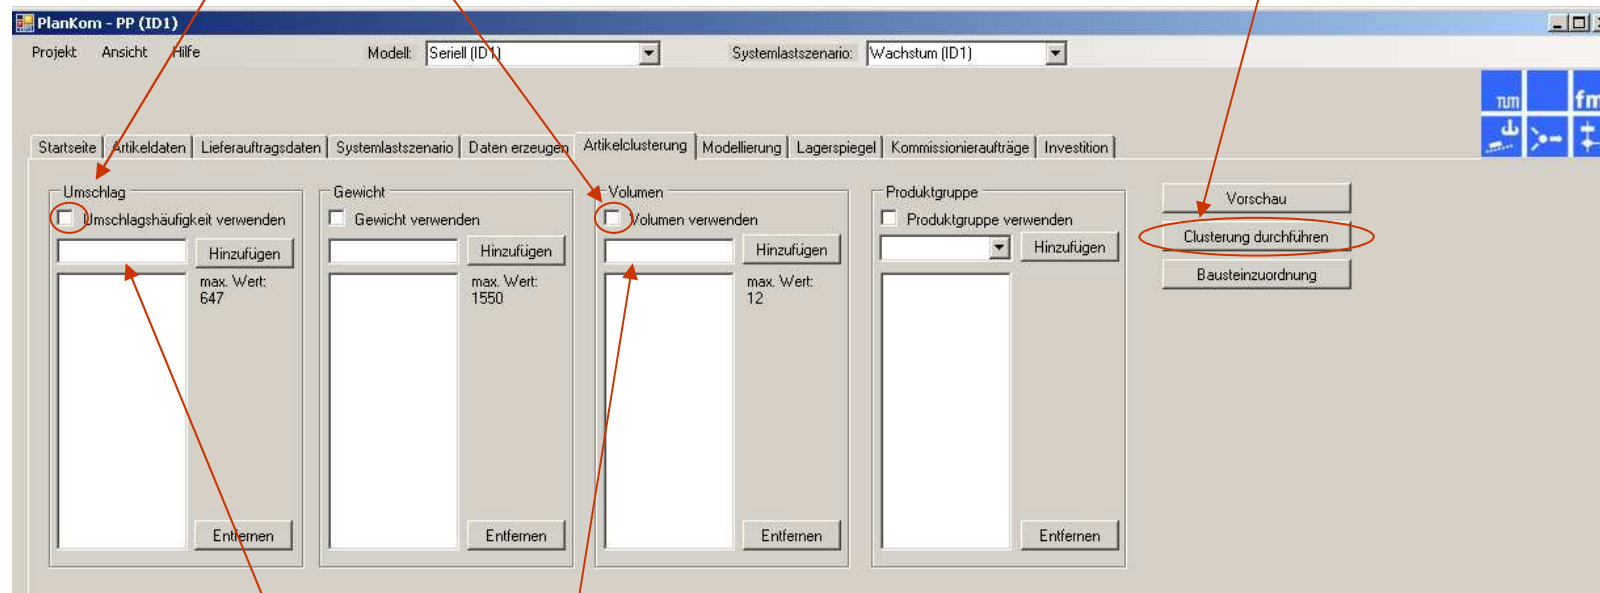 PlanKom - PP (ID1)
Projekt Ansicht Hilfe Modell: Seriell (ID1) Systemlastszenario: Wachstum (ID1)
TUM fm
Startseite Artikeldaten Lieferauftragsdaten Systemlastszenario Daten erzeugen Artikelclusterung Modellierung Lagerspiegel Kommissionieraufträge Investition
Umschlag Gewicht Volumen Produktgruppe Vorschau
Umschlagshäufigkeit verwenden Gewicht verwenden Volumen verwenden Produktgruppe verwenden
Clusterung durchführen
Hinzufügen Hinzufügen Hinzufügen Hinzufügen
max. Wert: max. Wert: max. Wert: Bausteinzuordnung
647 1550 12
Entfernen Entfernen Entfernen Entfernen